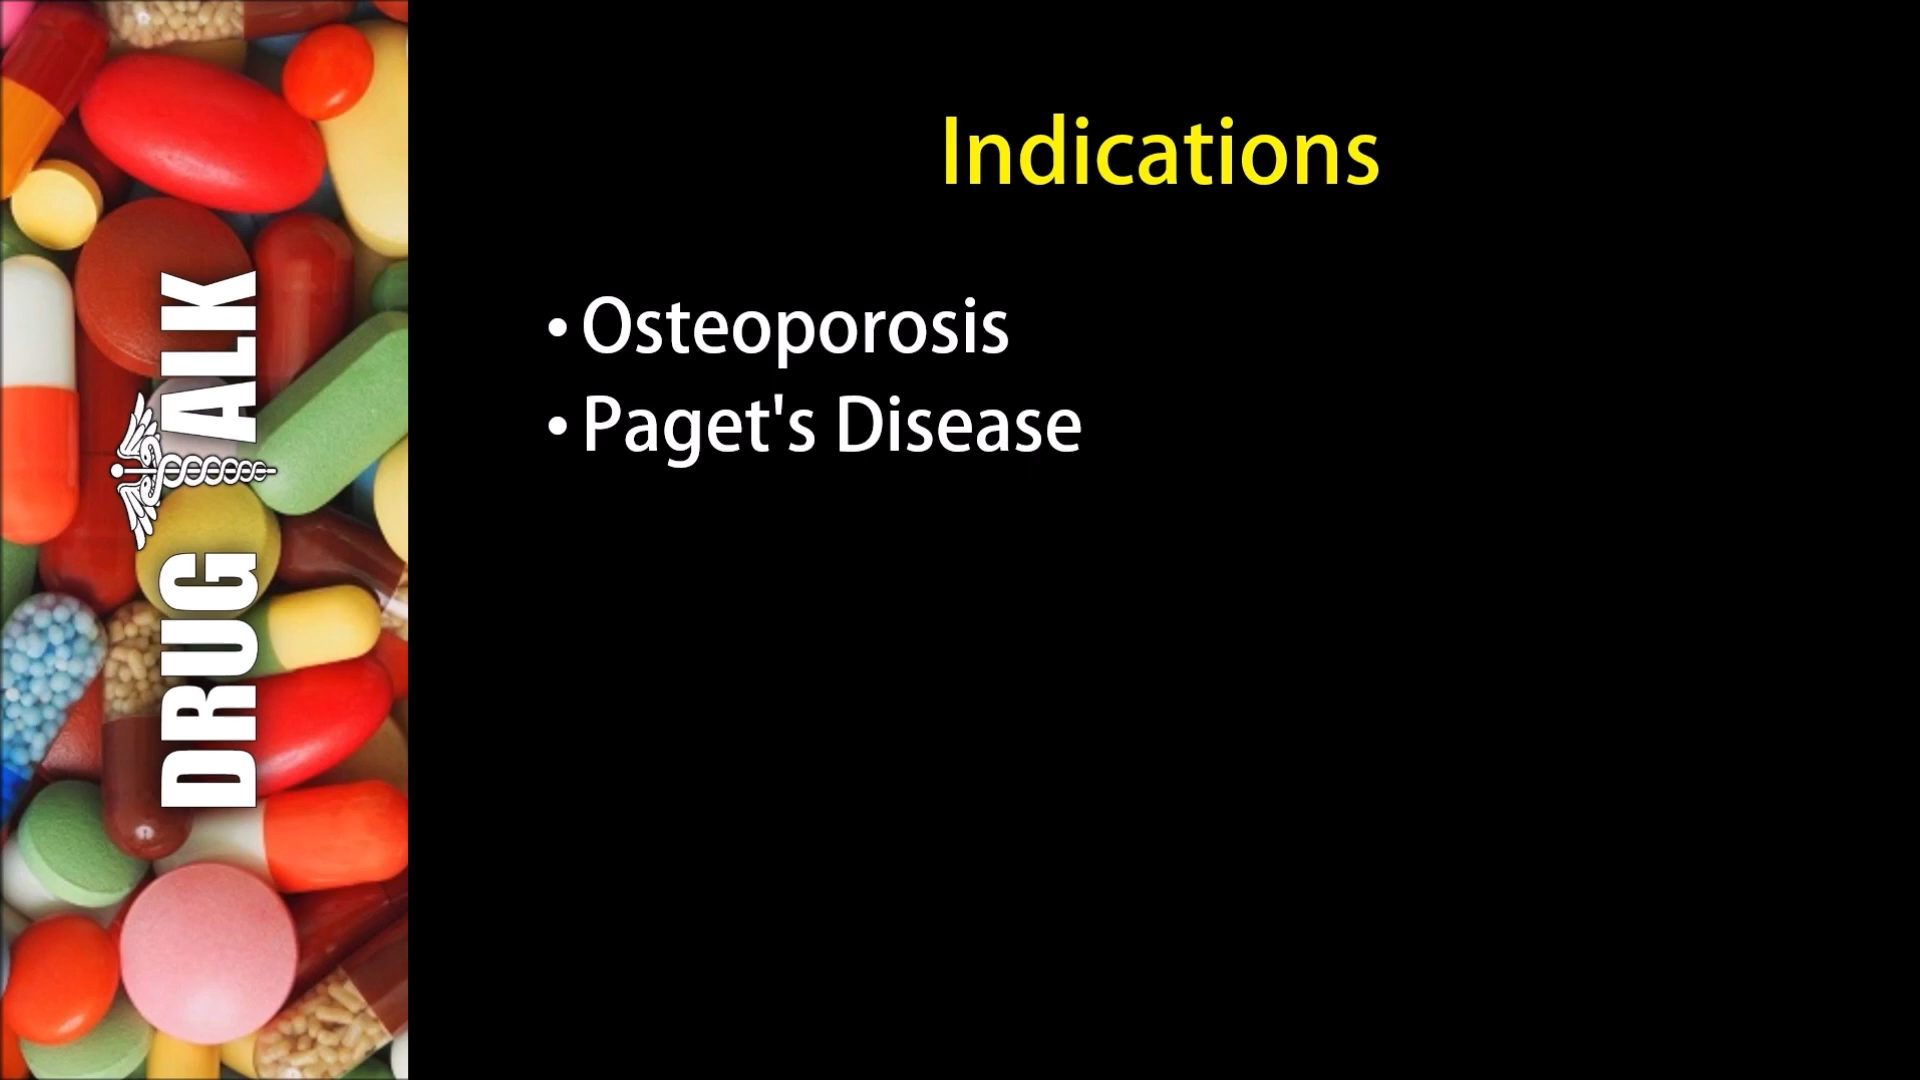 DRUG TALK
Indications
• Osteoporosis
• Paget's Disease